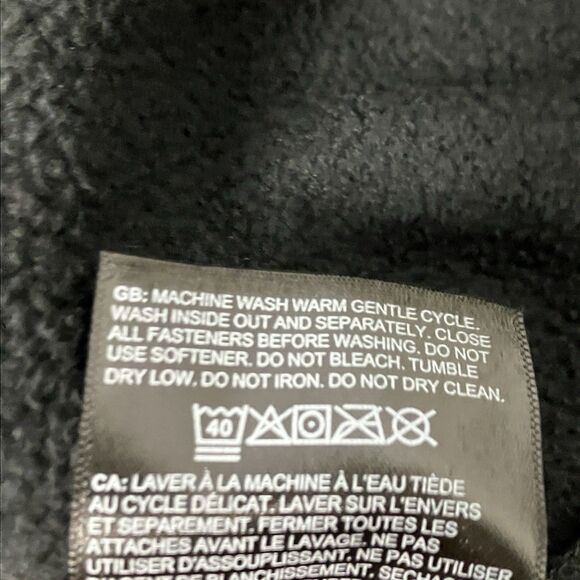 GB: MACHINE WASH WARM GENTLE CYCLE.
WASH INSIDE OUT AND SEPARATELY. CLOSE
ALL FASTENERS BEFORE WASHING. DO NOT
USE SOFTENER. DO NOT BLEACH. TUMBLE
DRY LOW. DO NOT IRON. DO NOT DRY CLEAN.
40
CA: LAVER À LA MACHINE À L'EAU TIÈDE
AU CYCLE DÉLICAT. LAVER SUR L'ENVERS
ET SÉPAREMENT. FERMER TOUTES LES
ATTACHES AVANT LE LAVAGE. NE PAS
UTILISER D'ASSOUPLISSANT. NE PAS UTILISER
DE BLANCHISSEMENT.